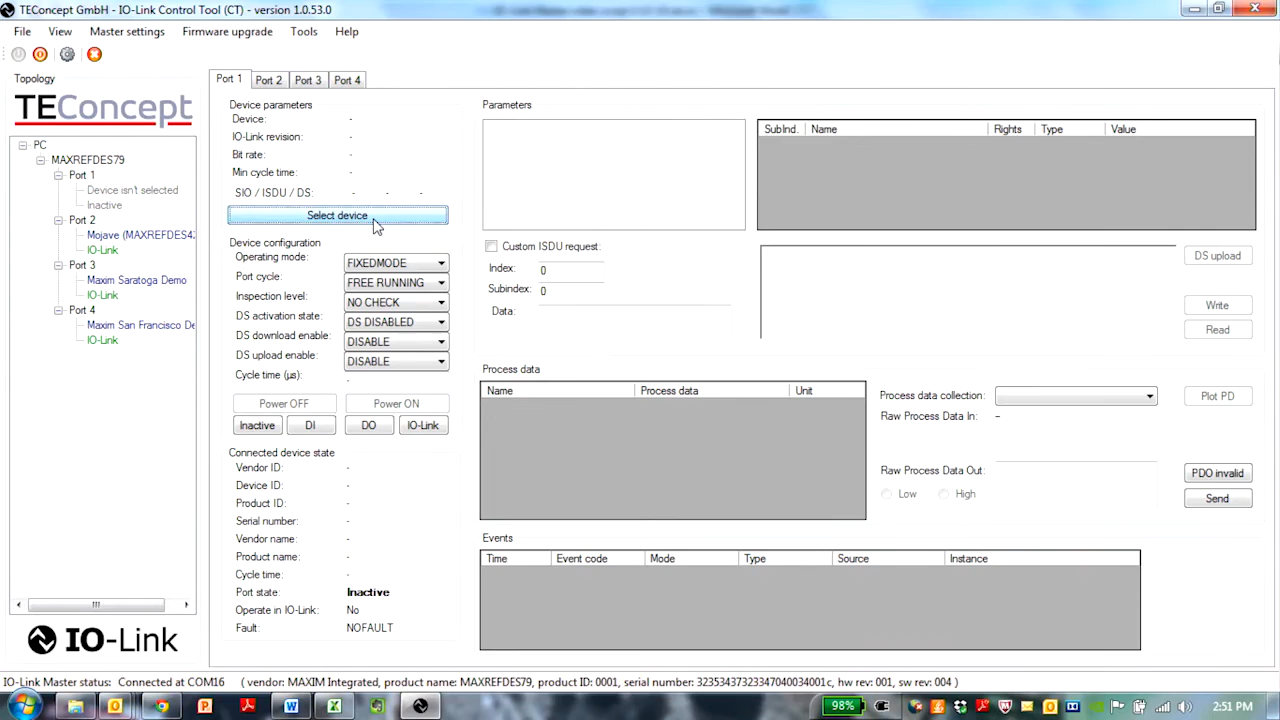 TEConcept GmbH - IO-Link Control Tool (CT) - version 1.0.53.0
File View Master settings Firmware upgrade Tools Help
Topology
TEConcept
PC
MAXREFDES79
Port 1
Device isn't selected
Inactive
Port 2
Mojave (MAXREFDES42
IO-Link
Port 3
Maxim Saratoga Demo
IO-Link
Port 4
Maxim San Francisco De
IO-Link
IO-Link
Port 1 Port 2 Port 3 Port 4
Device parameters
Device: -
IO-Link revision: -
Bit rate: -
Min cycle time: -
SIO / ISDU / DS: - - -
Select device
Device configuration
Operating mode: FIXEDMODE
Port cycle: FREE RUNNING
Inspection level: NO CHECK
DS activation state: DS DISABLED
DS download enable: DISABLE
DS upload enable: DISABLE
Cycle time (µs): -
Power OFF Power ON
Inactive DI DO IO-Link
Connected device state
Vendor ID: -
Device ID: -
Product ID: -
Serial number: -
Vendor name: -
Product name: -
Cycle time: -
Port state: Inactive
Operate in IO-Link: No
Fault: NOFAULT
Parameters
SubInd. Name Rights Type Value
Custom ISDU request:
Index: 0
Subindex: 0
Data:
DS upload
Write
Read
Process data
Name Process data Unit
Process data collection: Plot PD
Raw Process Data In: -
Raw Process Data Out: PDO invalid
Low High Send
Events
Time Event code Mode Type Source Instance
IO-Link Master status: Connected at COM16 ( vendor: MAXIM Integrated, product name: MAXREFDES79, product ID: 0001, serial number: 3235343732334704003​4001c, hw rev: 001, sw rev: 004 )
98% 2:51 PM